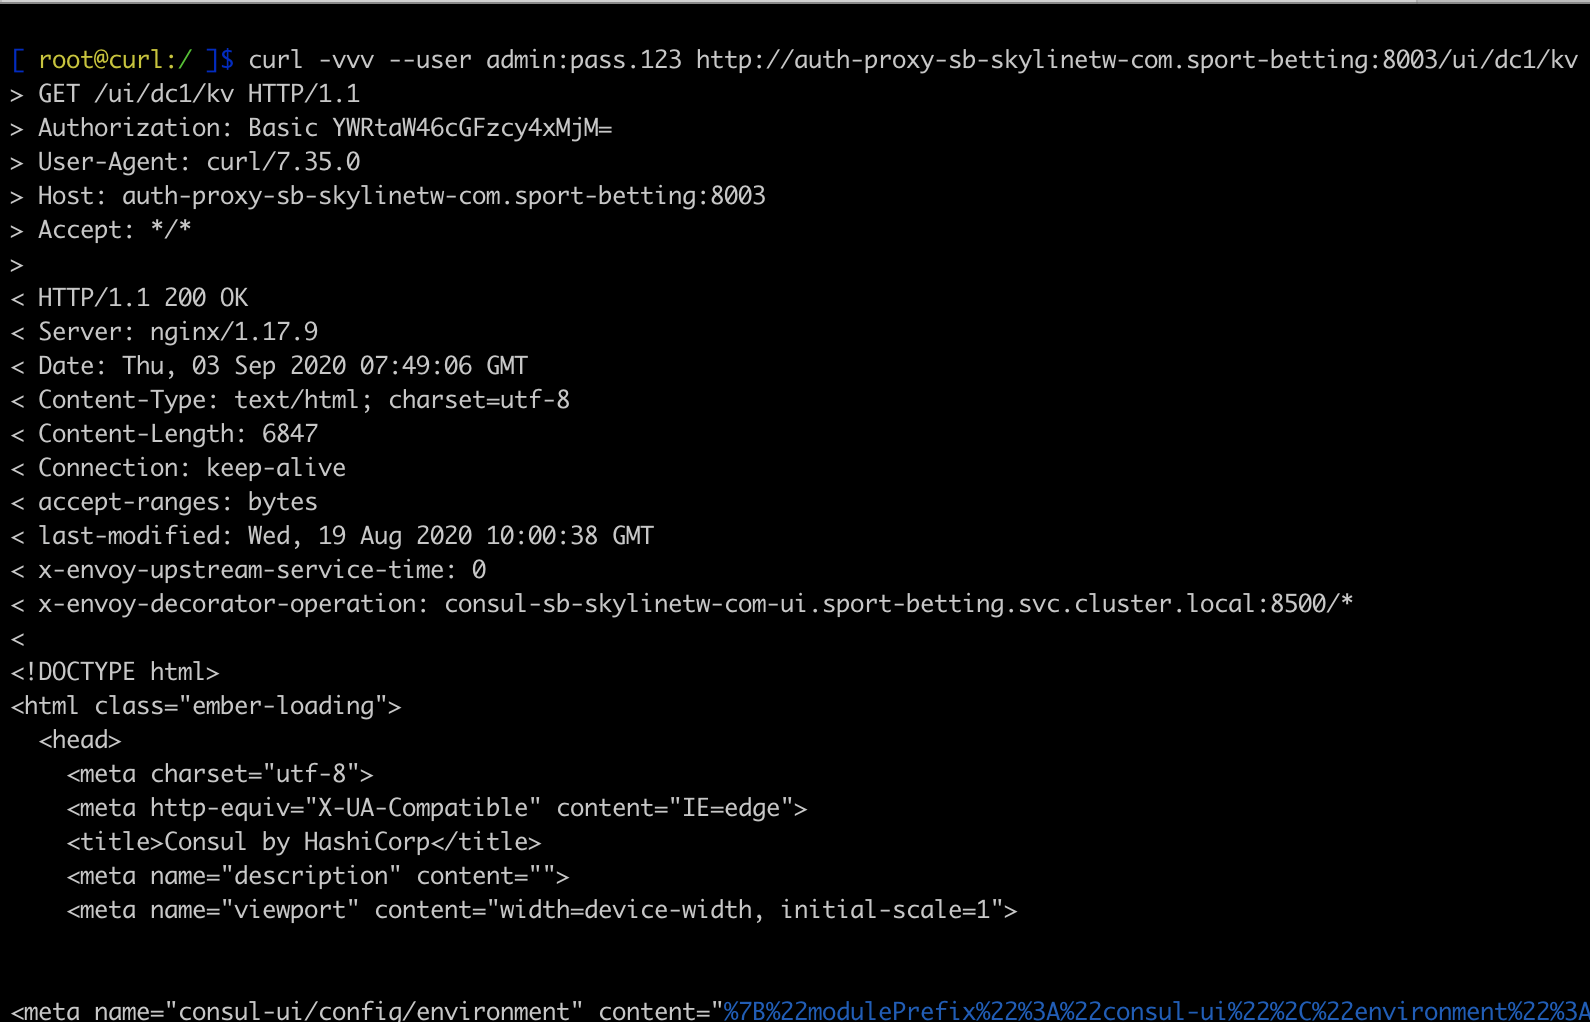 [ root@curl:/ ]$ curl -vvv --user admin:pass.123 http://auth-proxy-sb-skylinetw-com.sport-betting:8003/ui/dc1/kv
> GET /ui/dc1/kv HTTP/1.1
> Authorization: Basic YWRtaW46cGFzcy4xMjM=
> User-Agent: curl/7.35.0
> Host: auth-proxy-sb-skylinetw-com.sport-betting:8003
> Accept: */*
>
< HTTP/1.1 200 OK
< Server: nginx/1.17.9
< Date: Thu, 03 Sep 2020 07:49:06 GMT
< Content-Type: text/html; charset=utf-8
< Content-Length: 6847
< Connection: keep-alive
< accept-ranges: bytes
< last-modified: Wed, 19 Aug 2020 10:00:38 GMT
< x-envoy-upstream-service-time: 0
< x-envoy-decorator-operation: consul-sb-skylinetw-com-ui.sport-betting.svc.cluster.local:8500/*
<
<!DOCTYPE html>
<html class="ember-loading">
  <head>
    <meta charset="utf-8">
    <meta http-equiv="X-UA-Compatible" content="IE=edge">
    <title>Consul by HashiCorp</title>
    <meta name="description" content="">
    <meta name="viewport" content="width=device-width, initial-scale=1">
<meta name="consul-ui/config/environment" content="%7B%22modulePrefix%22%3A%22consul-ui%22%2C%22environment%22%3A